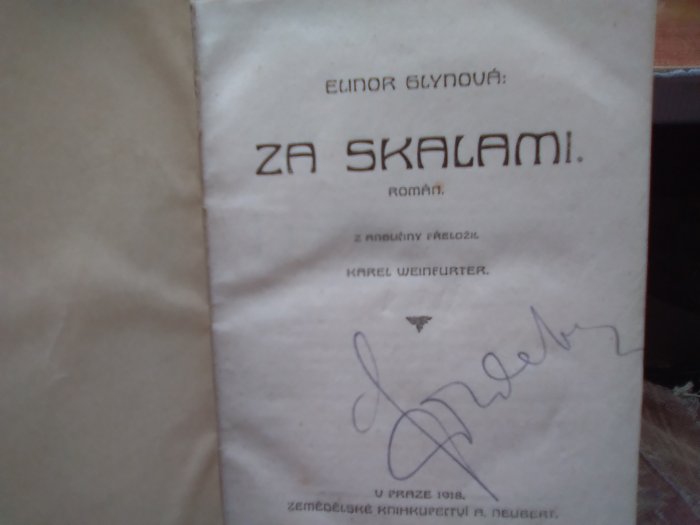 ELINOR GLYNOVÁ:
ZA SKALAMI.
ROMÁN.
Z ANGLIČINY PŘELOŽIL
KAREL WEINFURTER.
V PRAZE 1918.
ZEMĚDĚLSKÉ KNIHKUPECTVÍ A. NEUBERT.